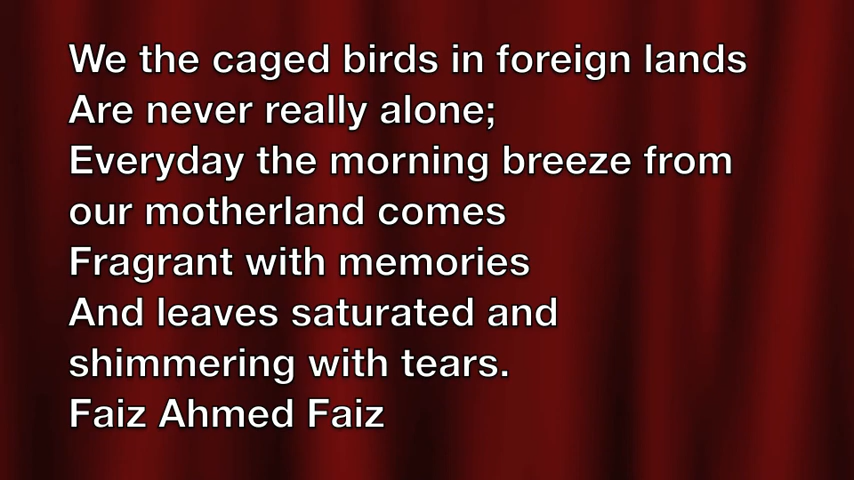 We the caged birds in foreign lands
Are never really alone;
Everyday the morning breeze from
our motherland comes
Fragrant with memories
And leaves saturated and
shimmering with tears.
Faiz Ahmed Faiz